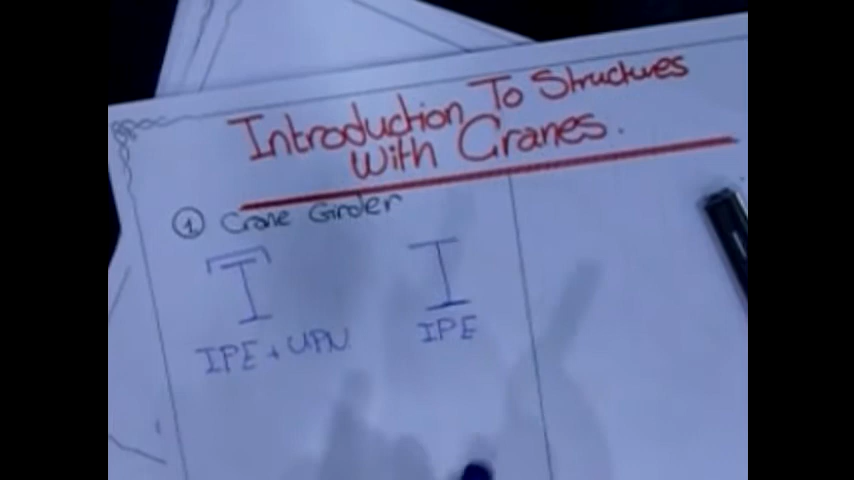 Introduction To Structures
With Cranes.
① Crane Girder
IPE + UPN
IPE